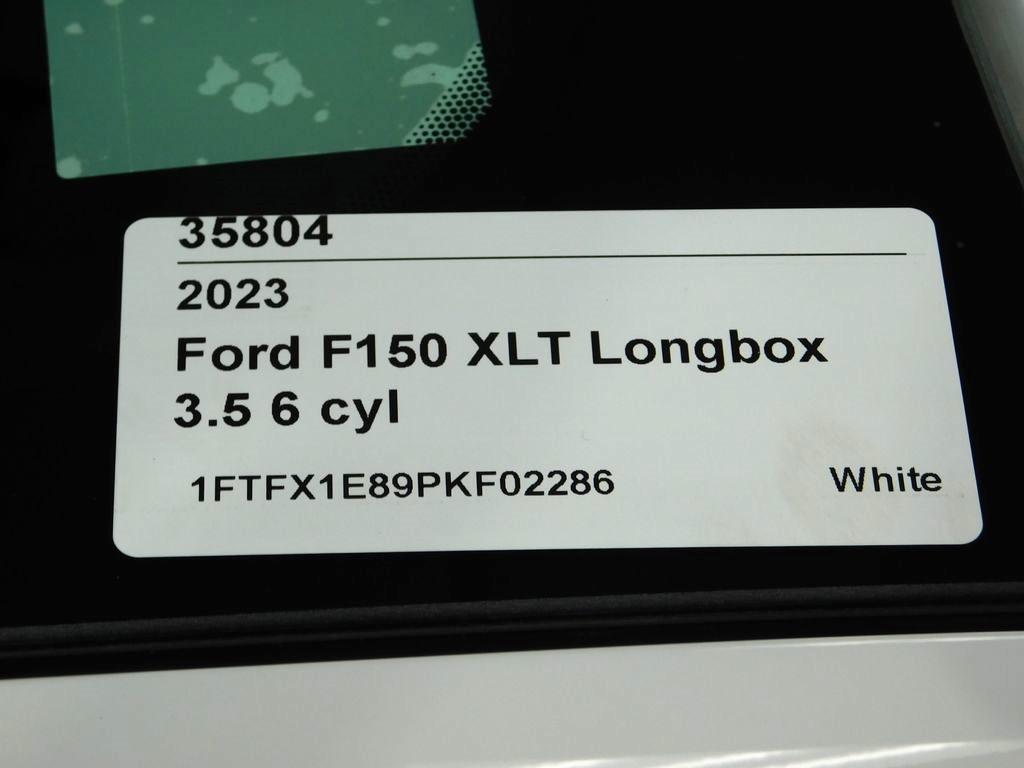 35804
2023
Ford F150 XLT Longbox
3.5 6 cyl
1FTFX1E89PKF02286 White